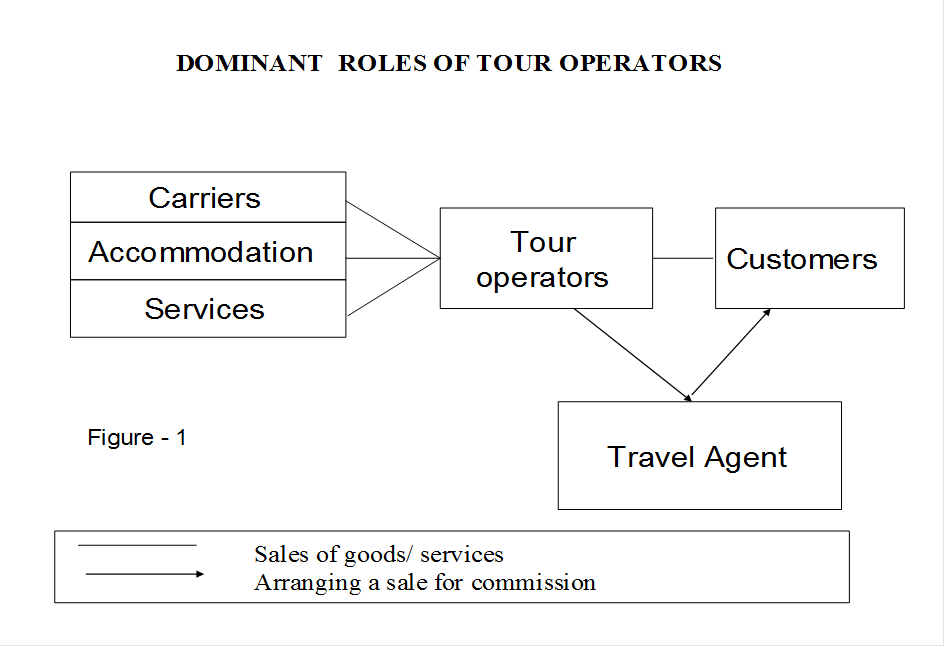 DOMINANT ROLES OF TOUR OPERATORS
Carriers
Accommodation
Services
Tour
operators
Customers
Travel Agent
Figure - 1
Sales of goods/ services
Arranging a sale for commission